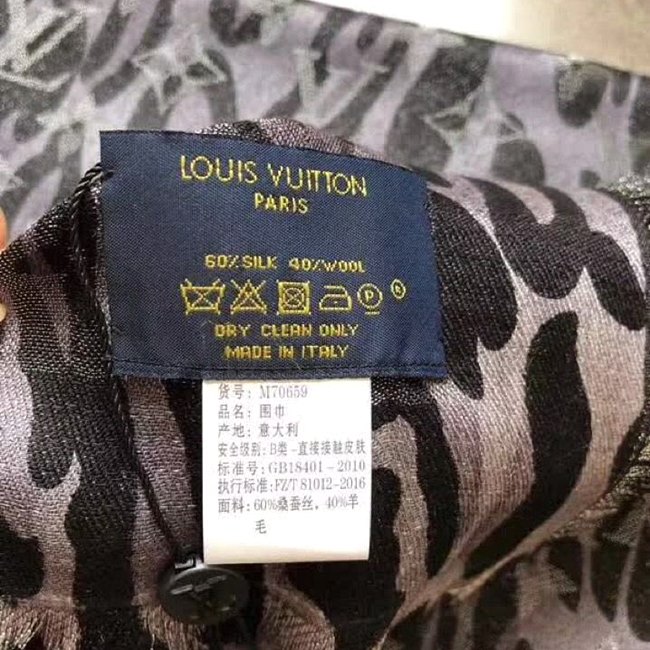 LOUIS VUITTON
PARIS
60%SILK 40%WOOL
P
®
DRY CLEAN ONLY
MADE IN ITALY
货号: M70659
品名: 围巾
产地: 意大利
安全级别: B类-直接接触皮肤
标准号: GB18401-2010
执行标准: FZ/T 81012-2016
面料: 60%桑蚕丝, 40%羊
毛